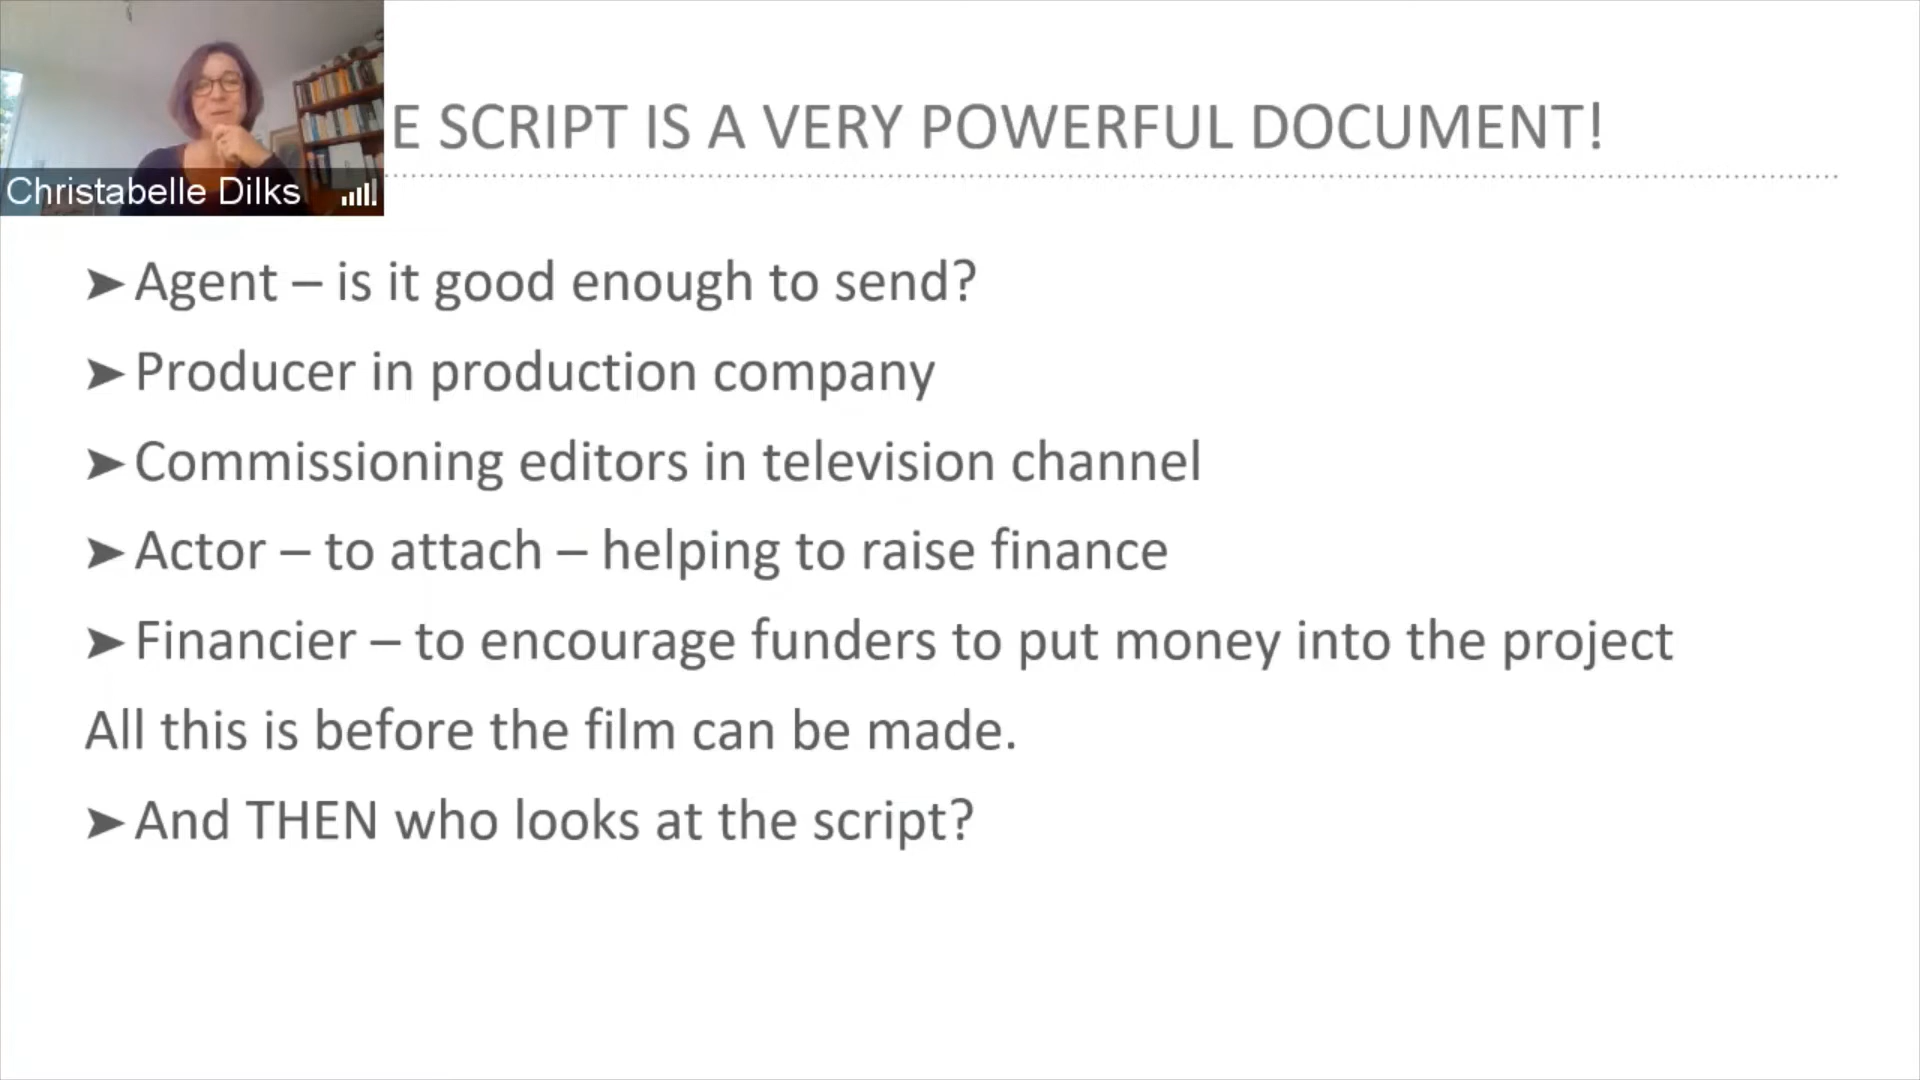 E SCRIPT IS A VERY POWERFUL DOCUMENT!
Christabelle Dilks
➤Agent – is it good enough to send?
➤Producer in production company
➤Commissioning editors in television channel
➤Actor – to attach – helping to raise finance
➤Financier – to encourage funders to put money into the project
All this is before the film can be made.
➤And THEN who looks at the script?